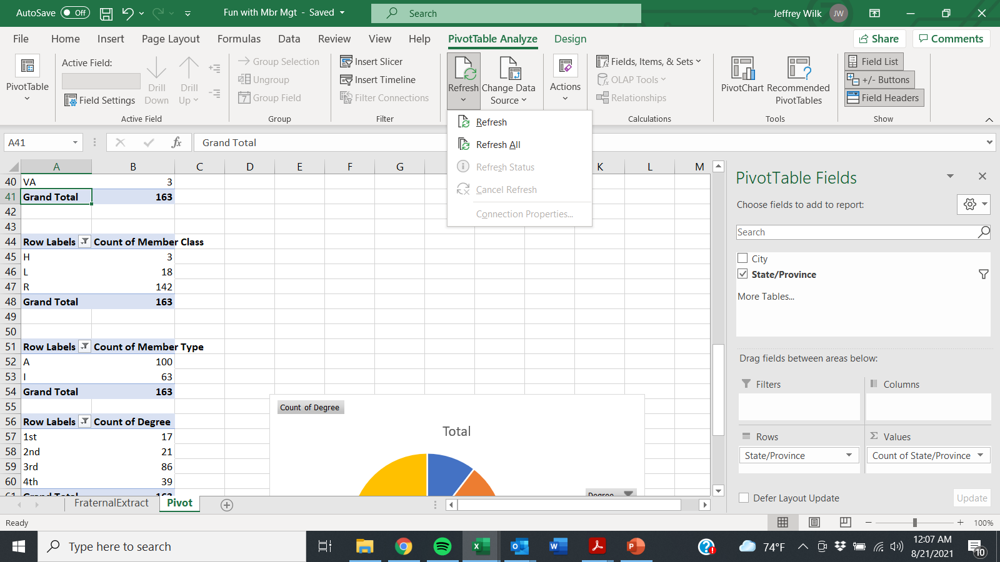 AutoSave Off Fun with Mbr Mgt - Saved Search Jeffrey Wilk JW
File Home Insert Page Layout Formulas Data Review View Help PivotTable Analyze Design Share Comments
PivotTable
Active Field:
Field Settings
Drill Down
Drill Up
Active Field
Group Selection
Ungroup
7 Group Field
Group
Insert Slicer
Insert Timeline
Filter Connections
Filter
Refresh
Change Data Source
Actions
Fields, Items, & Sets
OLAP Tools
Relationships
Calculations
PivotChart
Recommended PivotTables
Tools
Field List
+/- Buttons
Field Headers
Show
Refresh
Refresh All
Refresh Status
Cancel Refresh
Connection Properties...
A41 fx Grand Total
A B C D E F G K L M
40 VA 3
41 Grand Total 163
42
43
44 Row Labels Count of Member Class
45 H 3
46 L 18
47 R 142
48 Grand Total 163
49
50
51 Row Labels Count of Member Type
52 A 100
53 I 63
54 Grand Total 163
55
56 Row Labels Count of Degree
57 1st 17
58 2nd 21
59 3rd 86
60 4th 39
61 Grand Total 163
Count of Degree
Total
Degree
PivotTable Fields
Choose fields to add to report:
Search
City
State/Province
More Tables...
Drag fields between areas below:
Filters Columns
Rows Σ Values
State/Province Count of State/Province
Defer Layout Update Update
FraternalExtract Pivot
Ready 100%
Type here to search 74°F 12:07 AM
8/21/2021
10